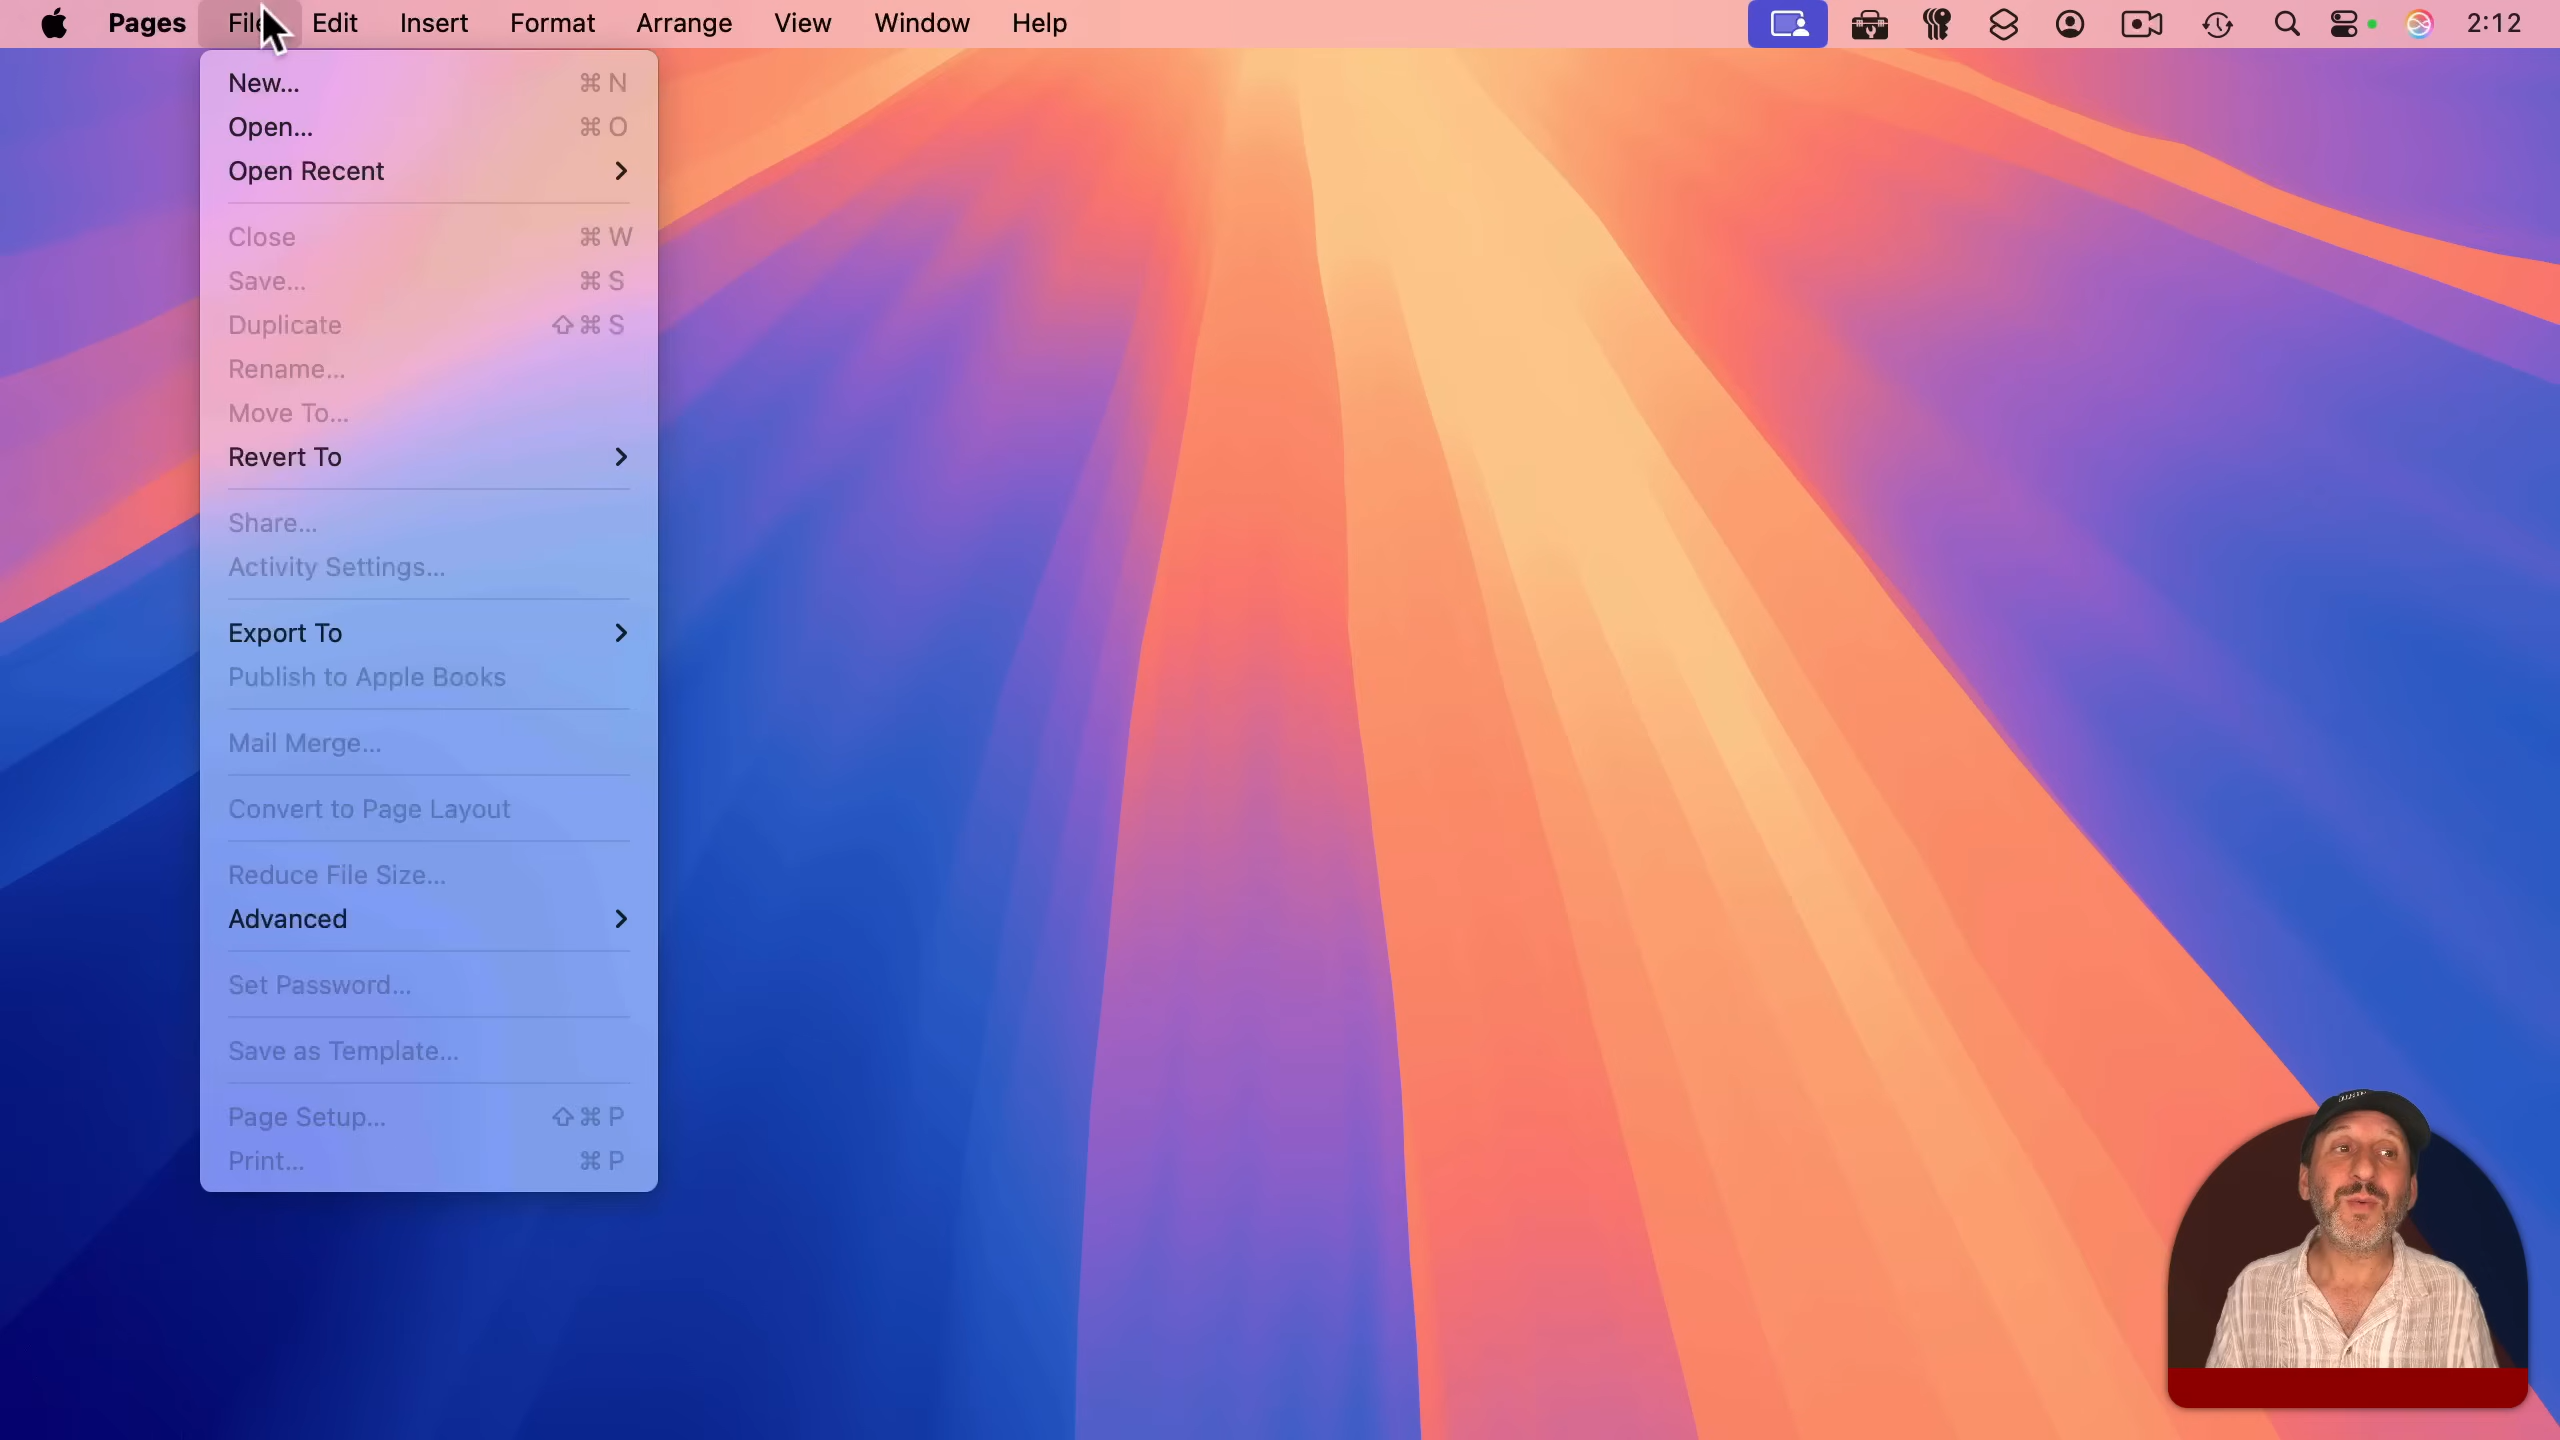 Pages File Edit Insert Format Arrange View Window Help 2:12
New... ⌘ N
Open... ⌘ O
Open Recent
Close ⌘ W
Save... ⌘ S
Duplicate ⇧ ⌘ S
Rename...
Move To...
Revert To
Share...
Activity Settings...
Export To
Publish to Apple Books
Mail Merge...
Convert to Page Layout
Reduce File Size...
Advanced
Set Password...
Save as Template...
Page Setup... ⇧ ⌘ P
Print... ⌘ P